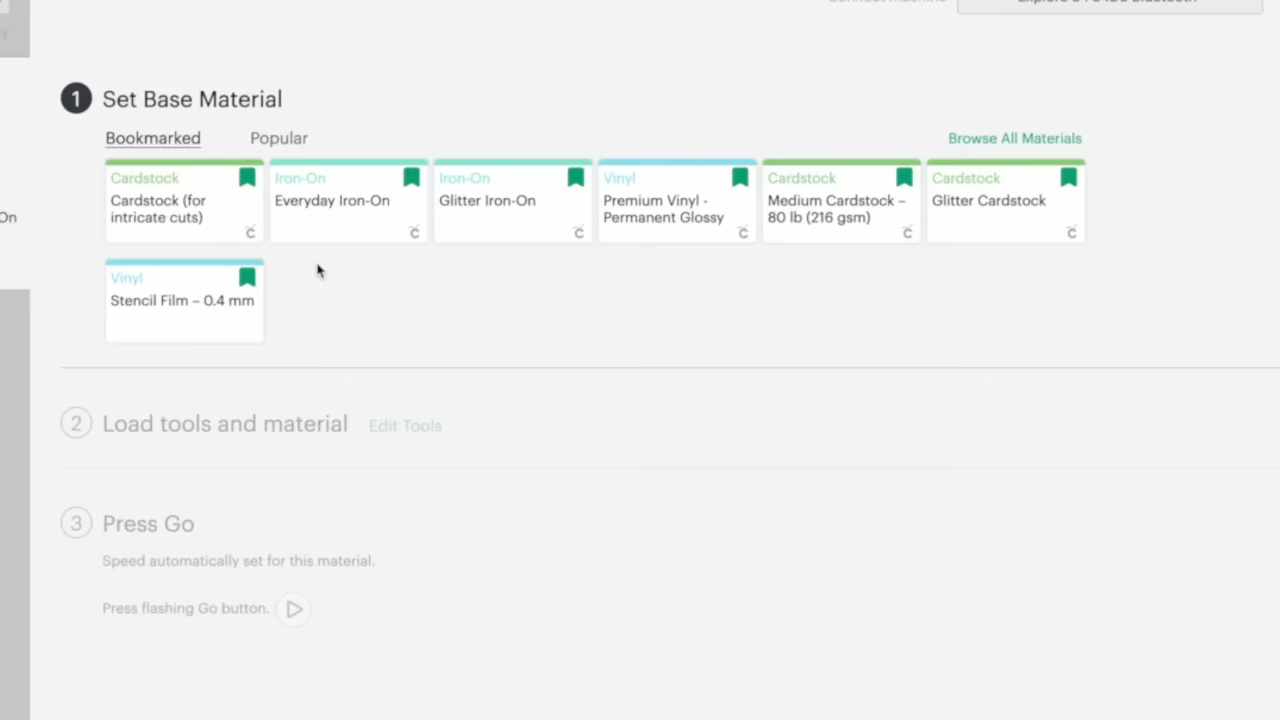 On
1 Set Base Material
Bookmarked Popular Browse All Materials
Cardstock
Cardstock (for
intricate cuts)
Iron-On
Everyday Iron-On
Iron-On
Glitter Iron-On
Vinyl
Premium Vinyl -
Permanent Glossy
Cardstock
Medium Cardstock –
80 lb (216 gsm)
Cardstock
Glitter Cardstock
Vinyl
Stencil Film – 0.4 mm
2 Load tools and material Edit Tools
3 Press Go
Speed automatically set for this material.
Press flashing Go button.